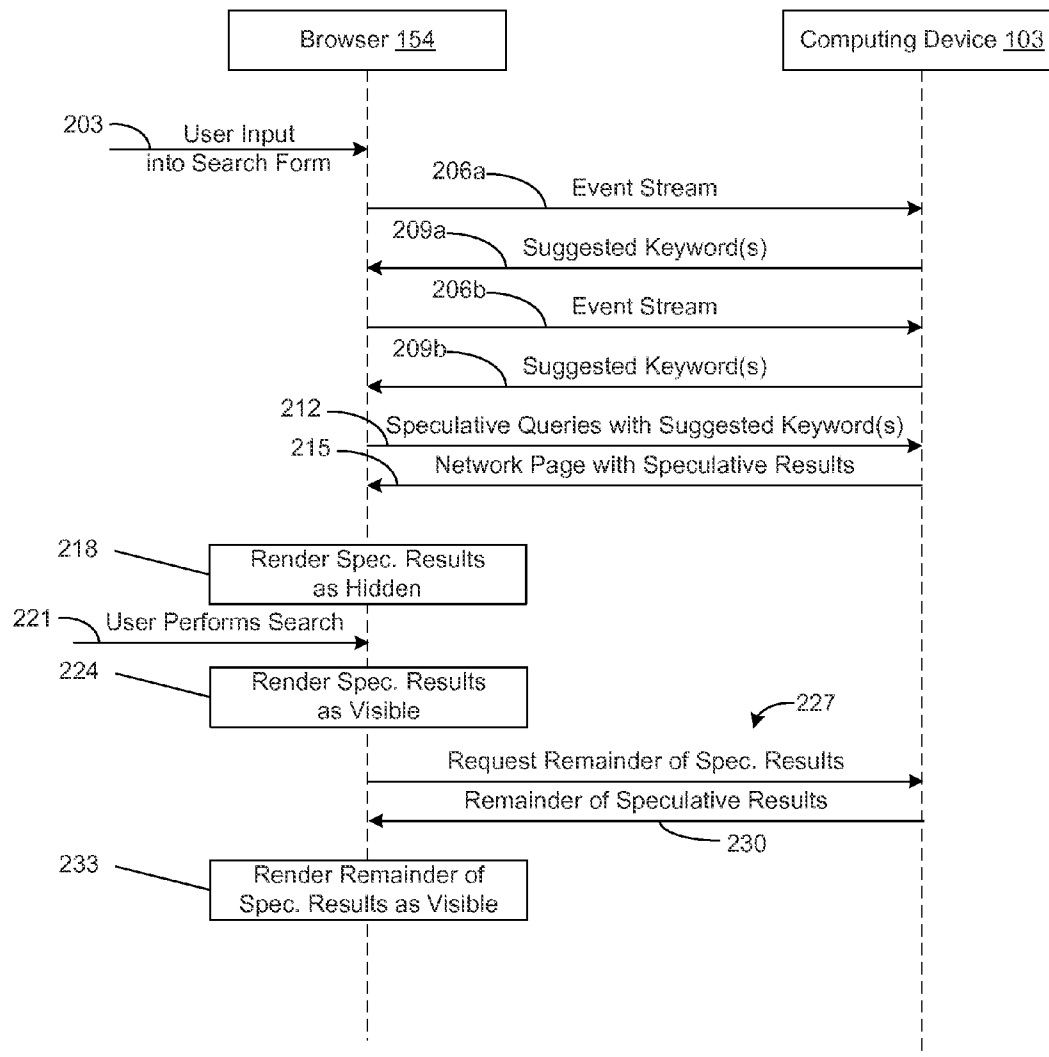 Browser 154
Computing Device 103
203
User Input
into Search Form
206a
Event Stream
209a
Suggested Keyword(s)
206b
Event Stream
209b
Suggested Keyword(s)
212
Speculative Queries with Suggested Keyword(s)
215
Network Page with Speculative Results
218
Render Spec. Results
as Hidden
221
User Performs Search
224
Render Spec. Results
as Visible
227
Request Remainder of Spec. Results
Remainder of Speculative Results
230
233
Render Remainder of
Spec. Results as Visible